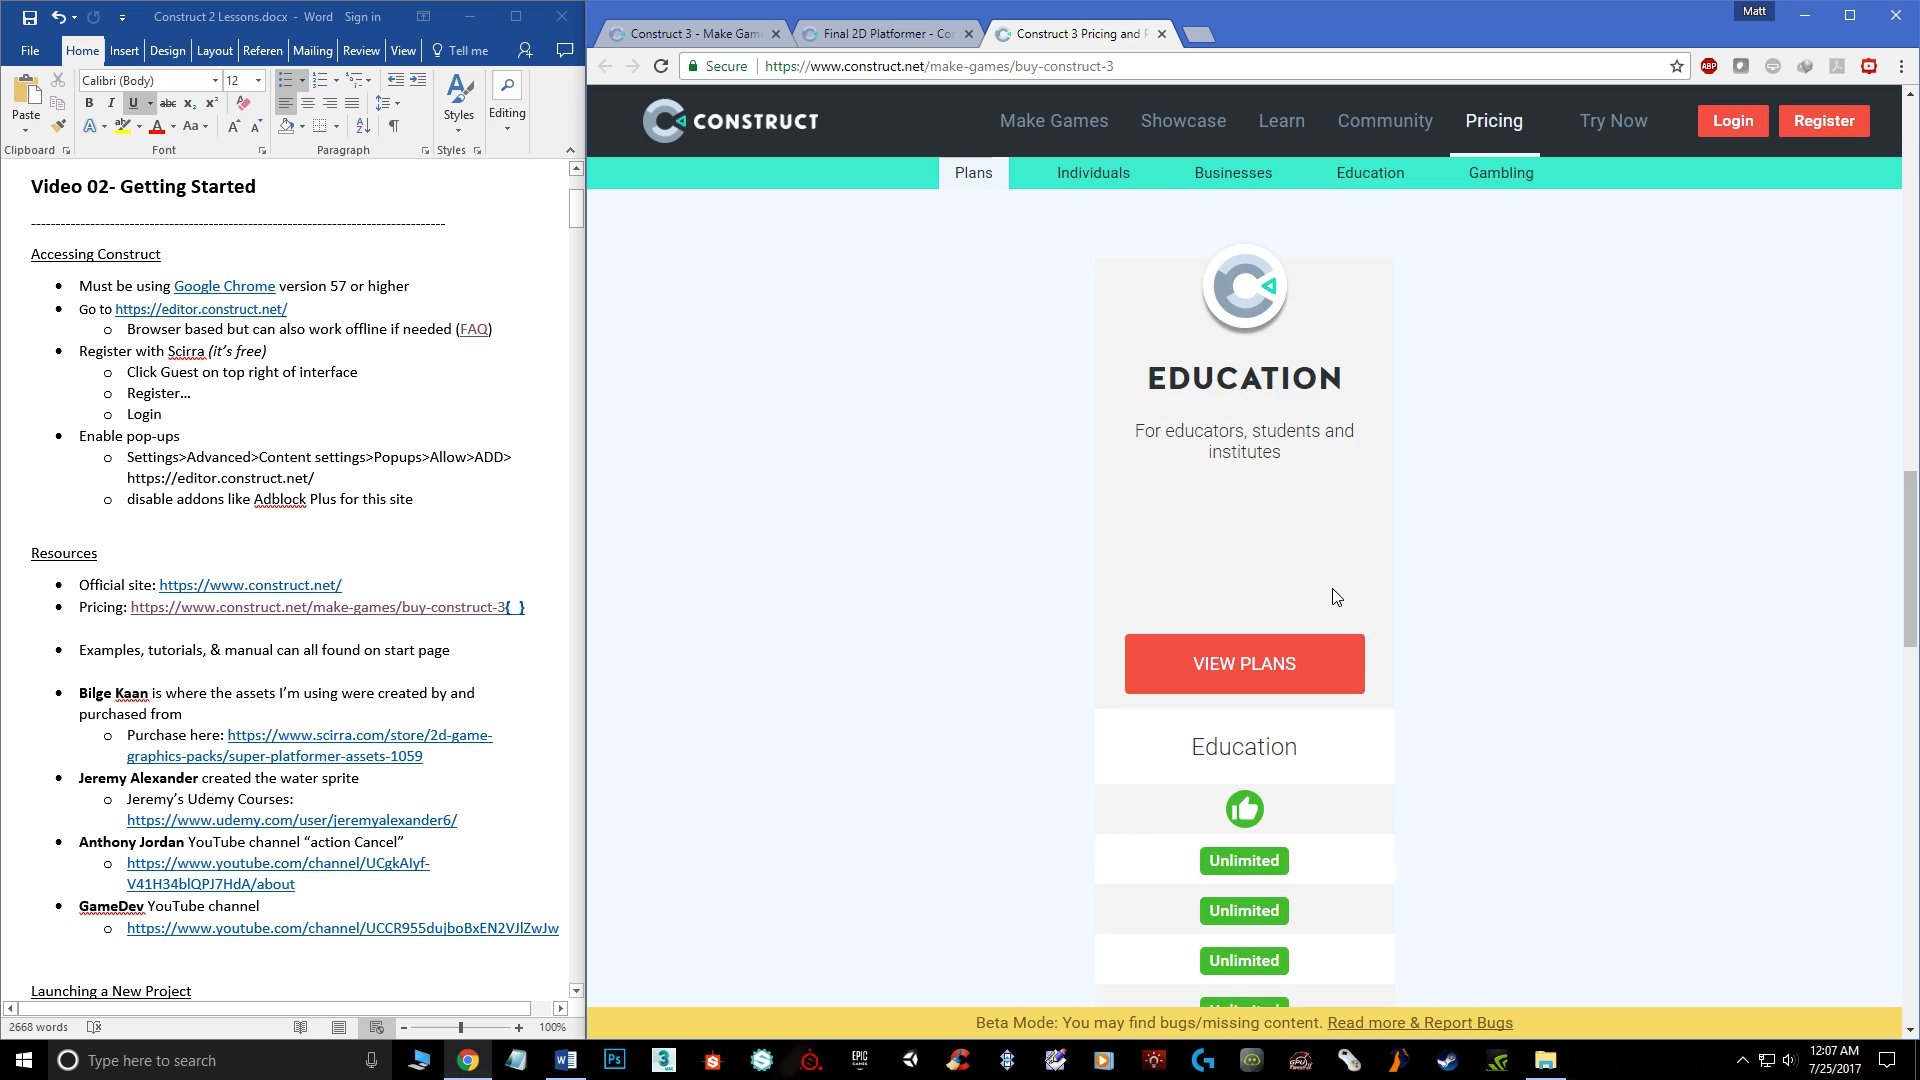 Construct 2 Lessons.docx - Word Sign in
File Home Insert Design Layout Referen Mailing Review View Tell me
Calibri (Body) 12
Paste
Styles
Editing
Clipboard Font Paragraph Styles
Video 02- Getting Started
Accessing Construct
Must be using Google Chrome version 57 or higher
Go to https://editor.construct.net/
Browser based but can also work offline if needed (FAQ)
Register with Scirra (it's free)
Click Guest on top right of interface
Register...
Login
Enable pop-ups
Settings>Advanced>Content settings>Popups>Allow>ADD>
https://editor.construct.net/
disable addons like Adblock Plus for this site
Resources
Official site: https://www.construct.net/
Pricing: https://www.construct.net/make-games/buy-construct-3{ }
Examples, tutorials, & manual can all found on start page
Bilge Kaan is where the assets I'm using were created by and
purchased from
Purchase here: https://www.scirra.com/store/2d-game-
graphics-packs/super-platformer-assets-1059
Jeremy Alexander created the water sprite
Jeremy's Udemy Courses:
https://www.udemy.com/user/jeremyalexander6/
Anthony Jordan YouTube channel "action Cancel"
https://www.youtube.com/channel/UCgkAIyf-
V41H34blQPJ7HdA/about
GameDev YouTube channel
https://www.youtube.com/channel/UCCR955dujboBxEN2VJlZwJw
Launching a New Project
2668 words
100%
Matt
Construct 3 - Make Gam
Final 2D Platformer - Co
Construct 3 Pricing and P
Secure https://www.construct.net/make-games/buy-construct-3
CONSTRUCT
Make Games Showcase Learn Community Pricing Try Now Login Register
Plans Individuals Businesses Education Gambling
EDUCATION
For educators, students and
institutes
VIEW PLANS
Education
Unlimited
Unlimited
Unlimited
Unlimited
Beta Mode: You may find bugs/missing content. Read more & Report Bugs
Type here to search
12:07 AM
7/25/2017